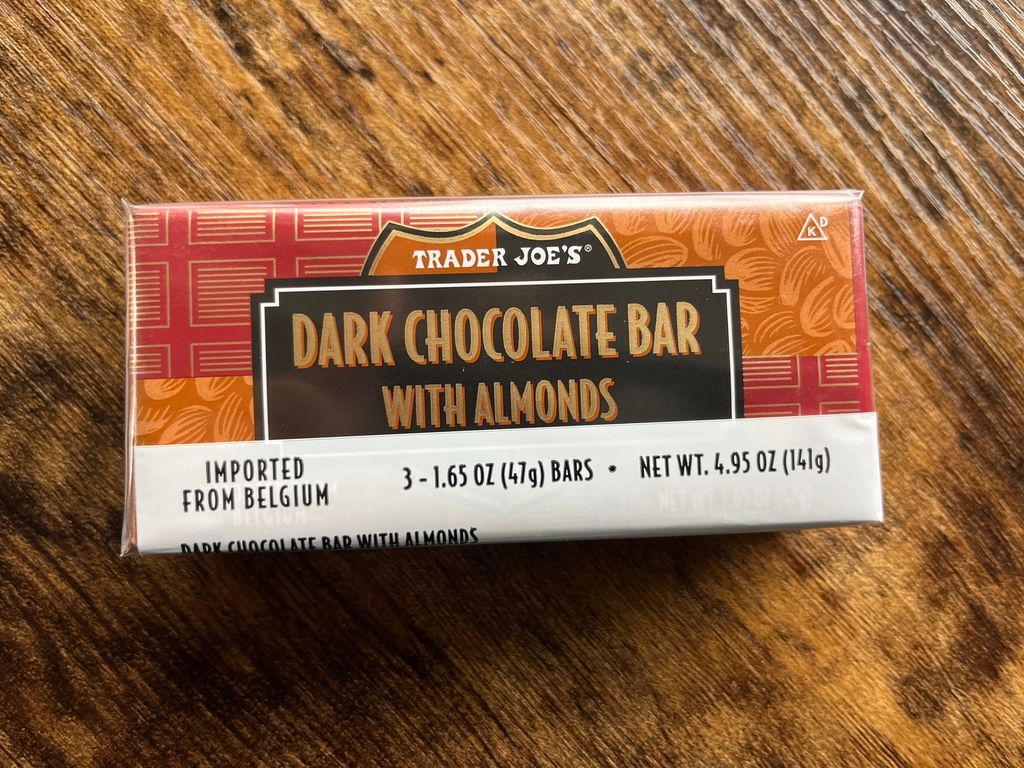 TRADER JOE'S®
K D
DARK CHOCOLATE BAR
WITH ALMONDS
IMPORTED
FROM BELGIUM
3 - 1.65 OZ (47g) BARS • NET WT. 4.95 OZ (141g)
DARK CHOCOLATE BAR WITH ALMONDS